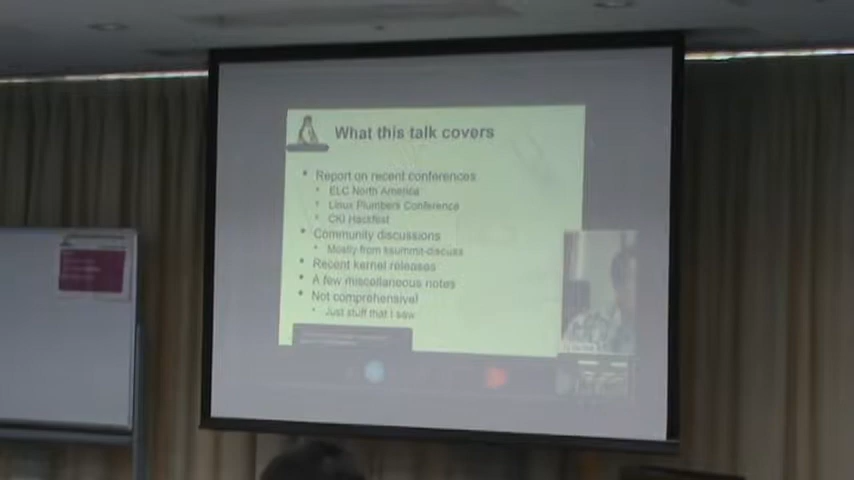 What this talk covers
• Report on recent conferences
• ELC North America
• Linux Plumbers Conference
• CKI Hackfest
• Community discussions
• Mostly from ksummit-discuss
• Recent kernel releases
• A few miscellaneous notes
• Not comprehensive!
• Just stuff that I saw